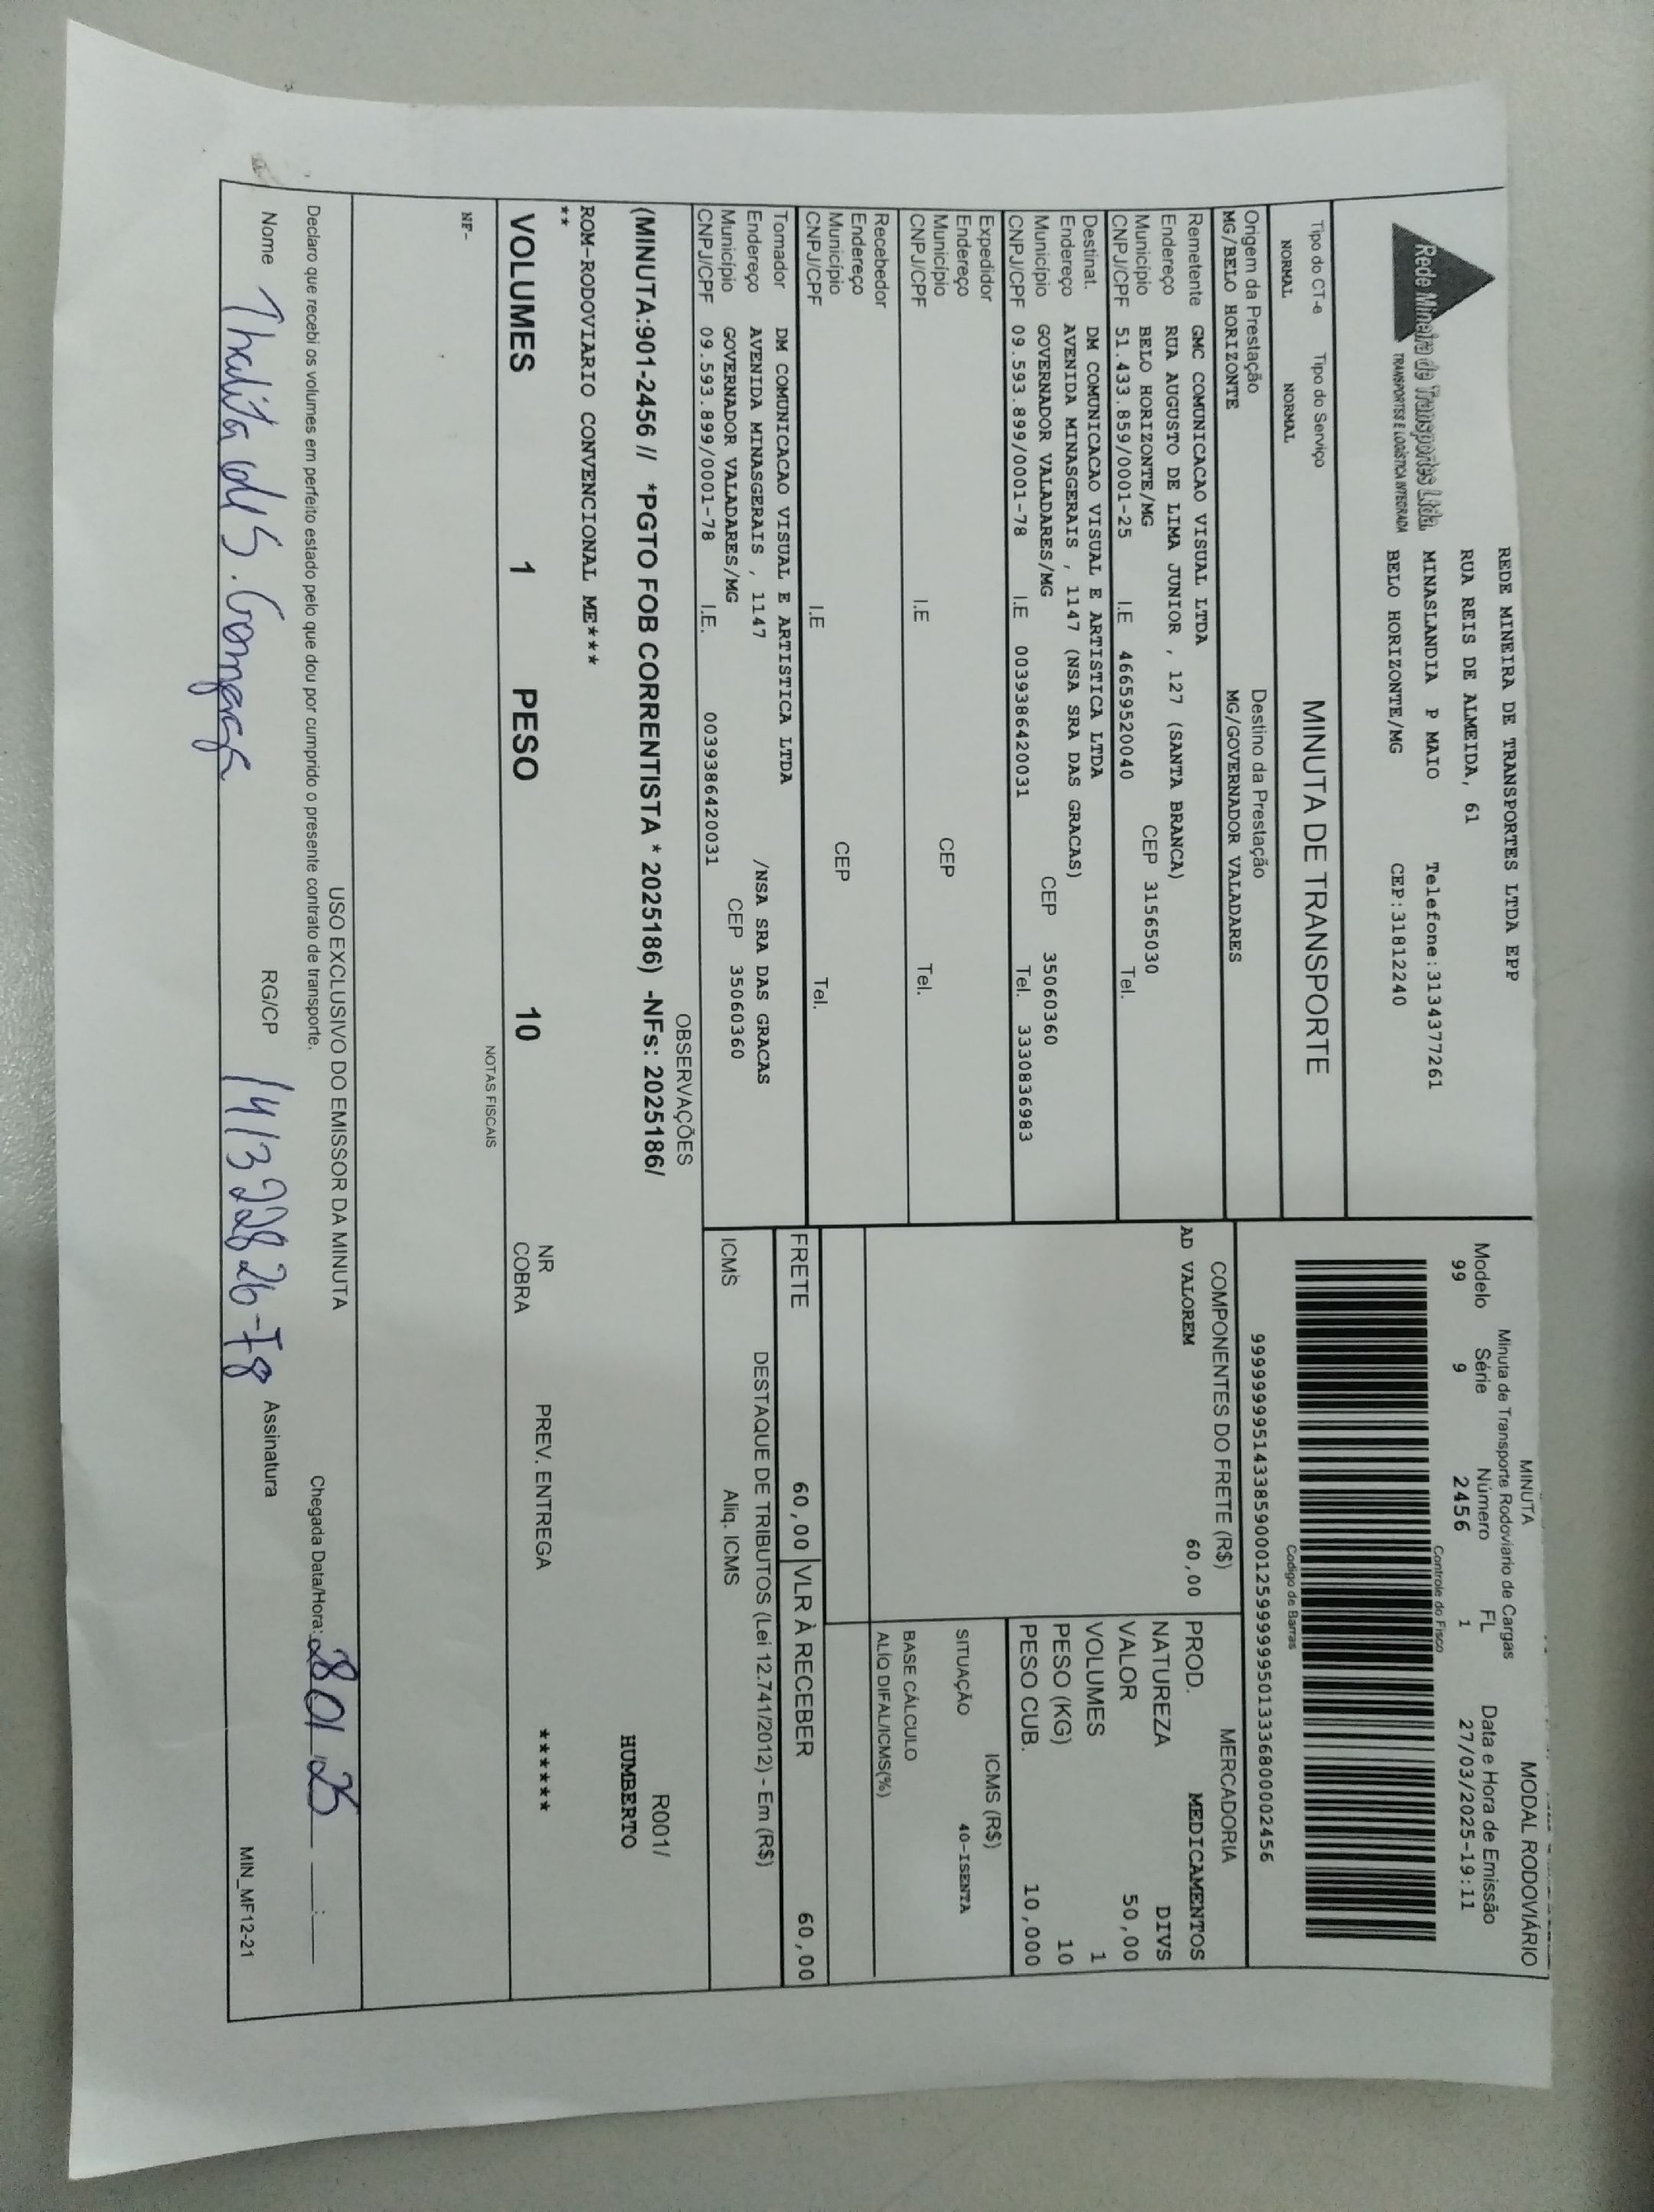 MINUTA
MODAL RODOVIÁRIO
REDE MINEIRA DE TRANSPORTES LTDA EPP
Minuta de Transporte Rodoviario de Cargas
RUA REIS DE ALMEIDA, 61
Modelo Série Número FL Data e Hora de Emissão
99 9 2456 1 27/03/2025-19:11
Rede Mineira de Transportes Ltda.
TRANSPORTES E LOGÍSTICA INTEGRADA
MINASLANDIA P MAIO Telefone:3134377261
BELO HORIZONTE/MG CEP:31812240
Controle do Fisco
Tipo do CT-e Tipo do Serviço
NORMAL NORMAL
MINUTA DE TRANSPORTE
Codigo de Barras
Origem da Prestação Destino da Prestação
MG/BELO HORIZONTE MG/GOVERNADOR VALADARES
Remetente GMC COMUNICACAO VISUAL LTDA
Endereço RUA AUGUSTO DE LIMA JUNIOR , 127 (SANTA BRANCA)
Município BELO HORIZONTE/MG CEP 31565030
CNPJ/CPF 51.433.859/0001-25 I.E 46659520040 Tel.
Destinat. DM COMUNICACAO VISUAL E ARTISTICA LTDA
Endereço AVENIDA MINASGERAIS , 1147 (NSA SRA DAS GRACAS)
Município GOVERNADOR VALADARES/MG CEP 35060360
CNPJ/CPF 09.593.899/0001-78 I.E 003938642​0031 Tel. 3330836983
Expedidor
Endereço
Município CEP
CNPJ/CPF I.E Tel.
Recebedor
Endereço
Município CEP
CNPJ/CPF I.E Tel.
Tomador DM COMUNICACAO VISUAL E ARTISTICA LTDA
Endereço AVENIDA MINASGERAIS , 1147 /NSA SRA DAS GRACAS
Município GOVERNADOR VALADARES/MG CEP 35060360
CNPJ/CPF 09.593.899/0001-78 I.E. 0039386420031
COMPONENTES DO FRETE (R$)
AD VALOREM 60,00
MERCADORIA
PROD. MEDICAMENTOS
NATUREZA DIVS
VALOR 50,00
VOLUMES 1
PESO (KG) 10
PESO CUB. 10,000
ICMS (R$)
SITUAÇÃO 40-ISENTA
BASE CÁLCULO
ALÍQ DIFAL/ICMS(%)
FRETE 60,00 VLR À RECEBER 60,00
DESTAQUE DE TRIBUTOS (Lei 12.741/2012) - Em (R$)
ICMS Aliq. ICMS
OBSERVAÇÕES
(MINUTA:901-2456 // *PGTO FOB CORRENTISTA * 2025186) -NFs: 2025186/
R001/
HUMBERTO
ROM-RODOVIARIO CONVENCIONAL ME***
**
VOLUMES 1 PESO 10
NR
COBRA
PREV. ENTREGA ******
NOTAS FISCAIS
NF-
USO EXCLUSIVO DO EMISSOR DA MINUTA
Declaro que recebi os volumes em perfeito estado pelo que dou por cumprido o presente contrato de transporte.
Chegada Data/Hora:
Nome Thalita RG/CP Assinatura
MIN_MF12-21